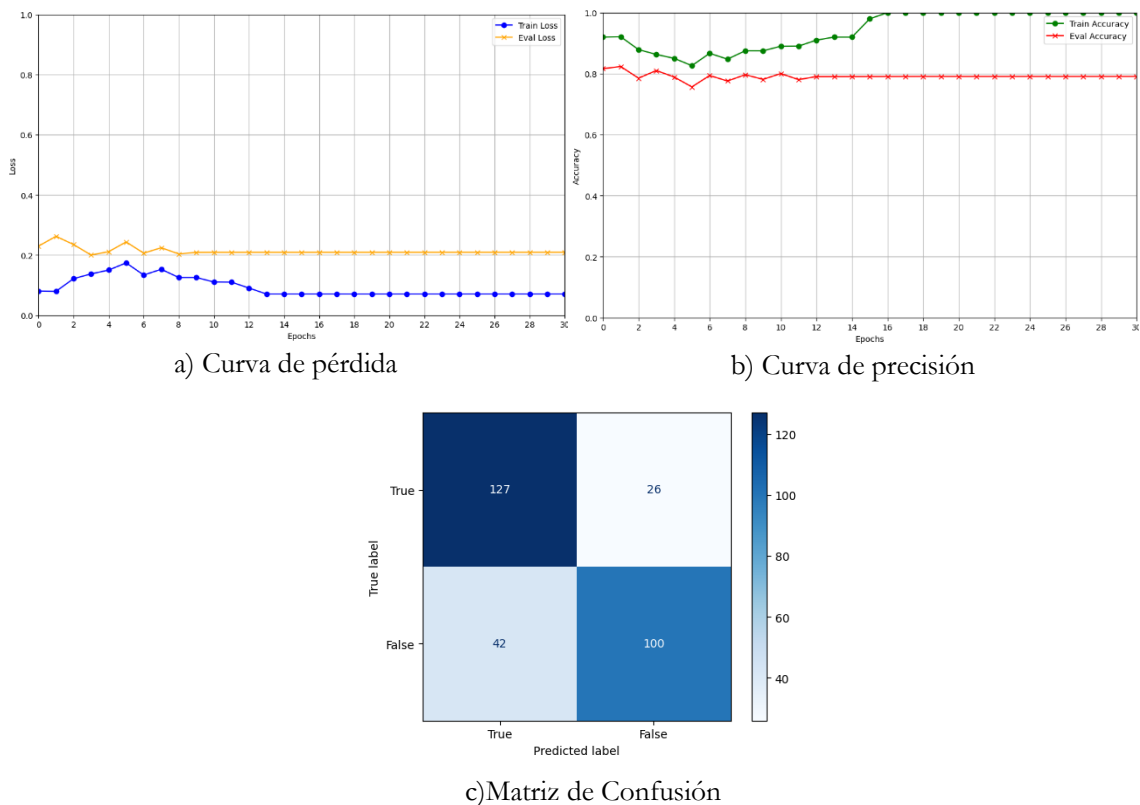 1.0
0.8
0.6
0.4
0.2
0.0
Loss
0 2 4 6 8 10 12 14 16 18 20 22 24 26 28 30
Epochs
Train Loss
Eval Loss
a) Curva de pérdida
1.0
0.8
0.6
0.4
0.2
0.0
Accuracy
0 2 4 6 8 10 12 14 16 18 20 22 24 26 28 30
Epochs
Train Accuracy
Eval Accuracy
b) Curva de precisión
True label
True
False
127 26
42 100
True False
Predicted label
120
100
80
60
40
c)Matriz de Confusión